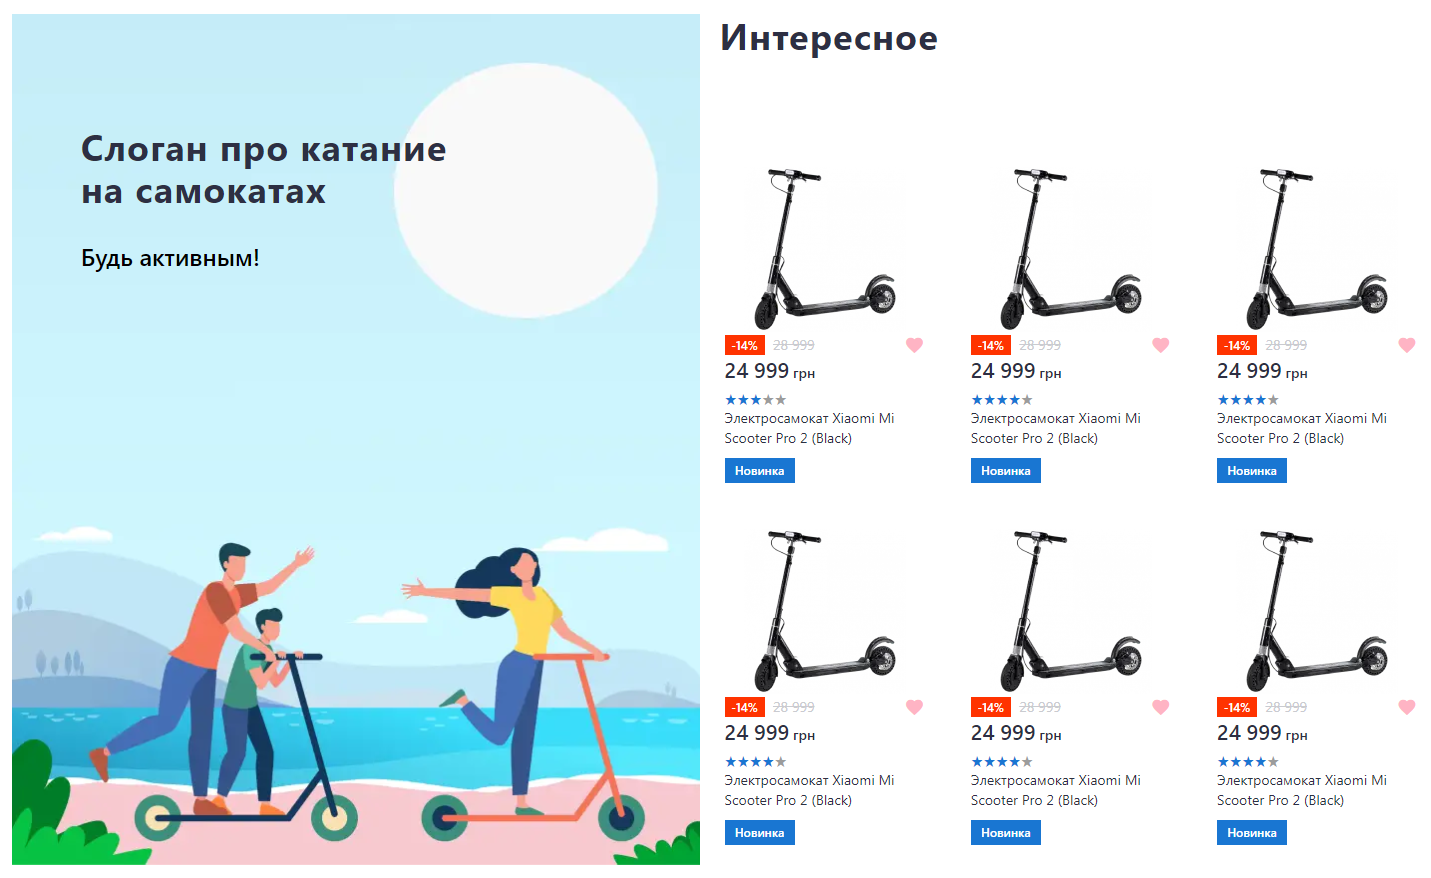 Слоган про катание
на самокатах
Будь активным!
Интересное
-14% 28 999
24 999 грн
Электросамокат Xiaomi Mi
Scooter Pro 2 (Black)
Новинка
-14% 28 999
24 999 грн
Электросамокат Xiaomi Mi
Scooter Pro 2 (Black)
Новинка
-14% 28 999
24 999 грн
Электросамокат Xiaomi Mi
Scooter Pro 2 (Black)
Новинка
-14% 28 999
24 999 грн
Электросамокат Xiaomi Mi
Scooter Pro 2 (Black)
Новинка
-14% 28 999
24 999 грн
Электросамокат Xiaomi Mi
Scooter Pro 2 (Black)
Новинка
-14% 28 999
24 999 грн
Электросамокат Xiaomi Mi
Scooter Pro 2 (Black)
Новинка